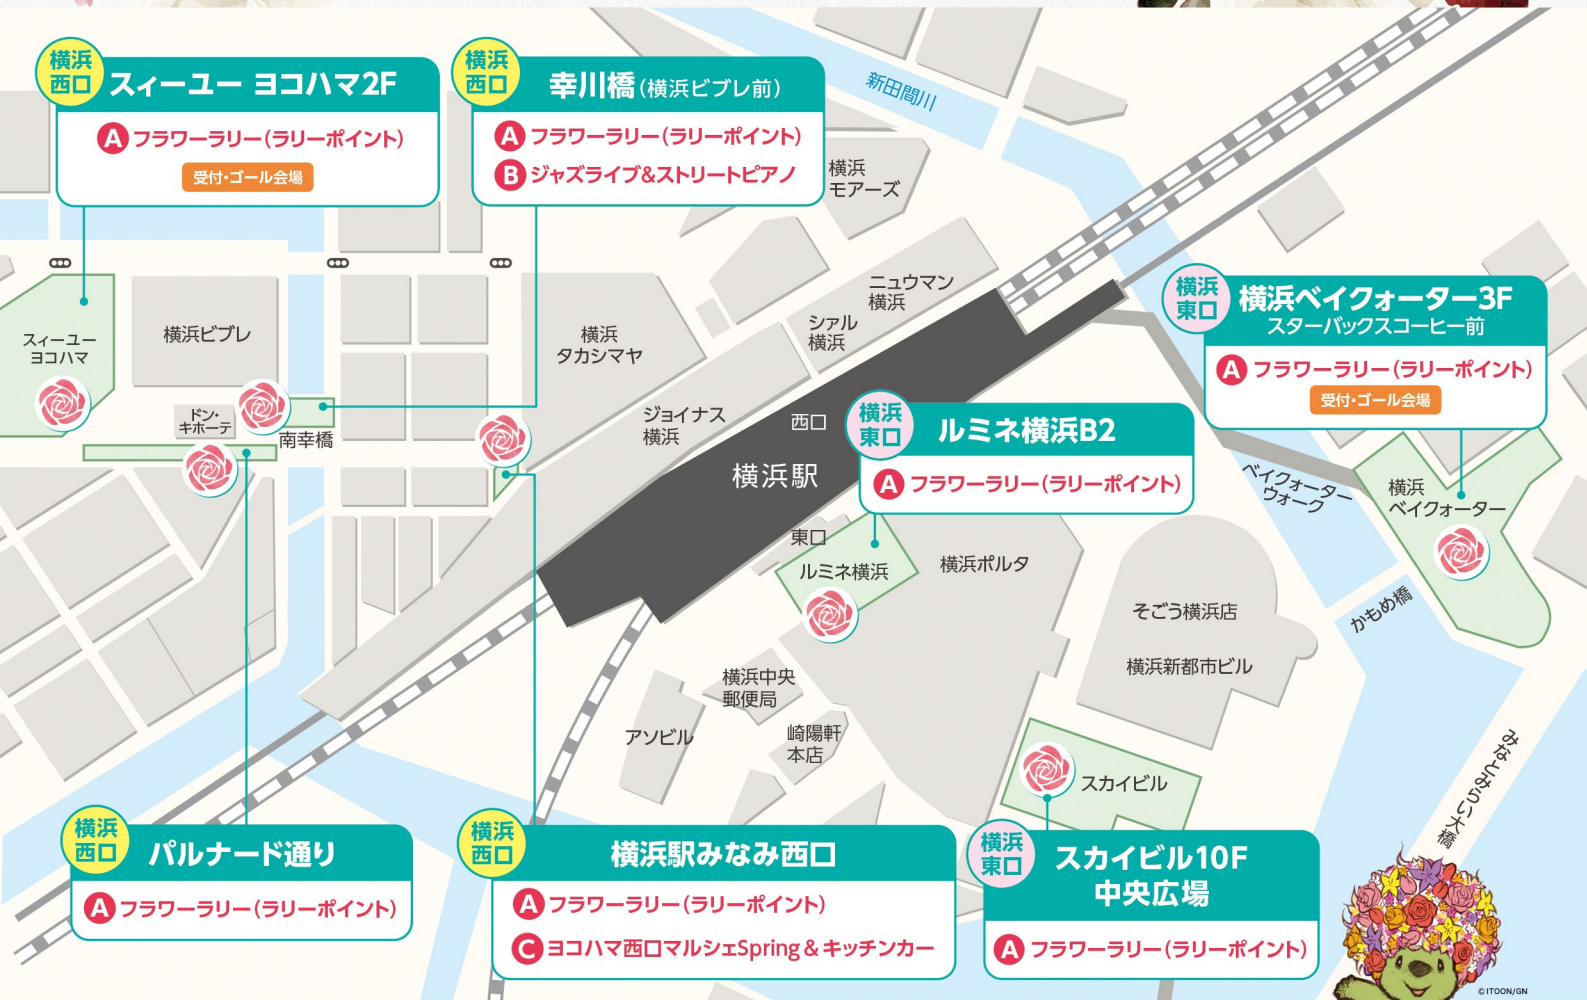 横浜
西口
スィーユー ヨコハマ2F
A フラワーラリー(ラリーポイント)
受付・ゴール会場
横浜
西口
幸川橋(横浜ビブレ前)
A フラワーラリー(ラリーポイント)
B ジャズライブ&ストリートピアノ
新田間川
横浜
モアーズ
ニュウマン
横浜
シァル
横浜
横浜
タカシマヤ
ジョイナス
横浜
スィーユー
ヨコハマ
横浜ビブレ
ドン・
キホーテ
南幸橋
西口
横浜駅
東口
横浜
東口
横浜ベイクォーター3F
スターバックスコーヒー前
A フラワーラリー(ラリーポイント)
受付・ゴール会場
横浜
東口
ルミネ横浜B2
A フラワーラリー(ラリーポイント)
ルミネ横浜
横浜ポルタ
ベイクォーター
ウォーク
横浜
ベイクォーター
かもめ橋
そごう横浜店
横浜新都市ビル
横浜中央
郵便局
アソビル
崎陽軒
本店
スカイビル
みなとみらい大橋
横浜
西口
パルナード通り
A フラワーラリー(ラリーポイント)
横浜
西口
横浜駅みなみ西口
A フラワーラリー(ラリーポイント)
C ヨコハマ西口マルシェSpring&キッチンカー
横浜
東口
スカイビル10F
中央広場
A フラワーラリー(ラリーポイント)
©ITOON/GN